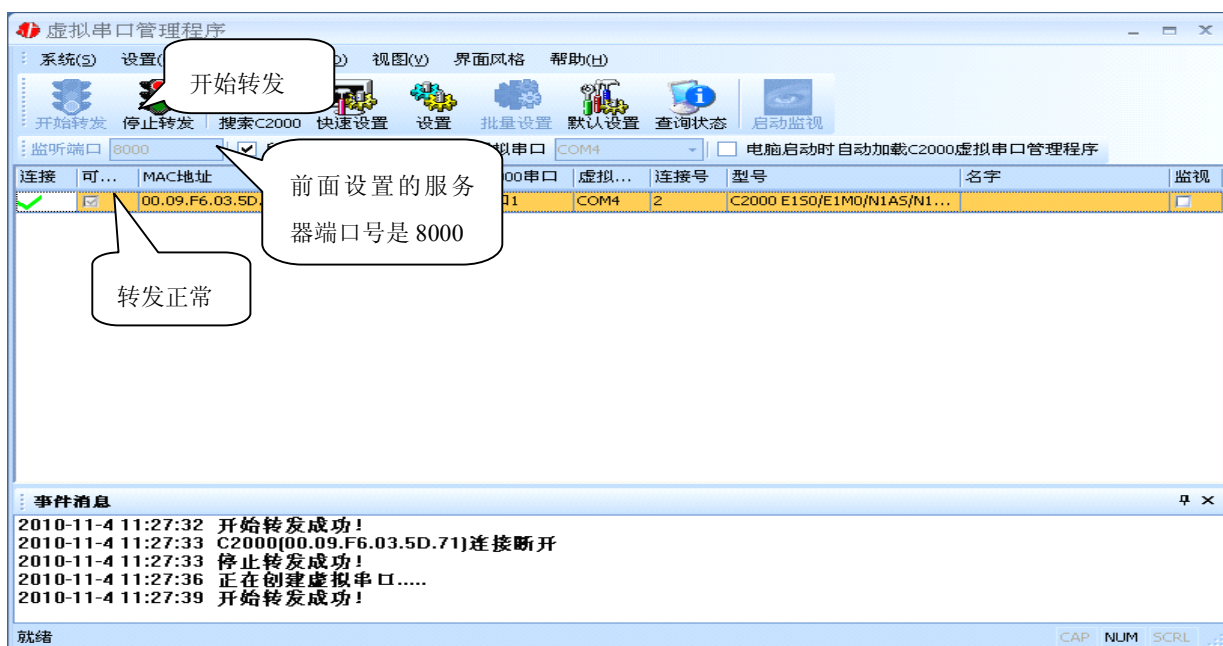 虚拟串口管理程序
系统(S) 设置( 视图(V) 界面风格 帮助(H)
开始转发
开始转发 停止转发 搜索C2000 快速设置 设置 批量设置 默认设置 查询状态 启动监视
监听端口 8000 拟串口 COM4 电脑启动时自动加载C2000虚拟串口管理程序
连接 可... MAC地址 00串口 虚拟... 连接号 型号 名字 监视
00.09.F6.03.5D. COM4 2 C2000 E1S0/E1M0/N1A5/N1...
前面设置的服务
器端口号是 8000
转发正常
事件消息
2010-11-4 11:27:32 开始转发成功!
2010-11-4 11:27:33 C2000(00.09.F6.03.5D.71)连接断开
2010-11-4 11:27:33 停止转发成功!
2010-11-4 11:27:36 正在创建虚拟串口.....
2010-11-4 11:27:39 开始转发成功!
就绪 CAP NUM SCRL